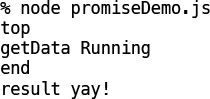 % node promiseDemo.js
top
getData Running
end
result yay!